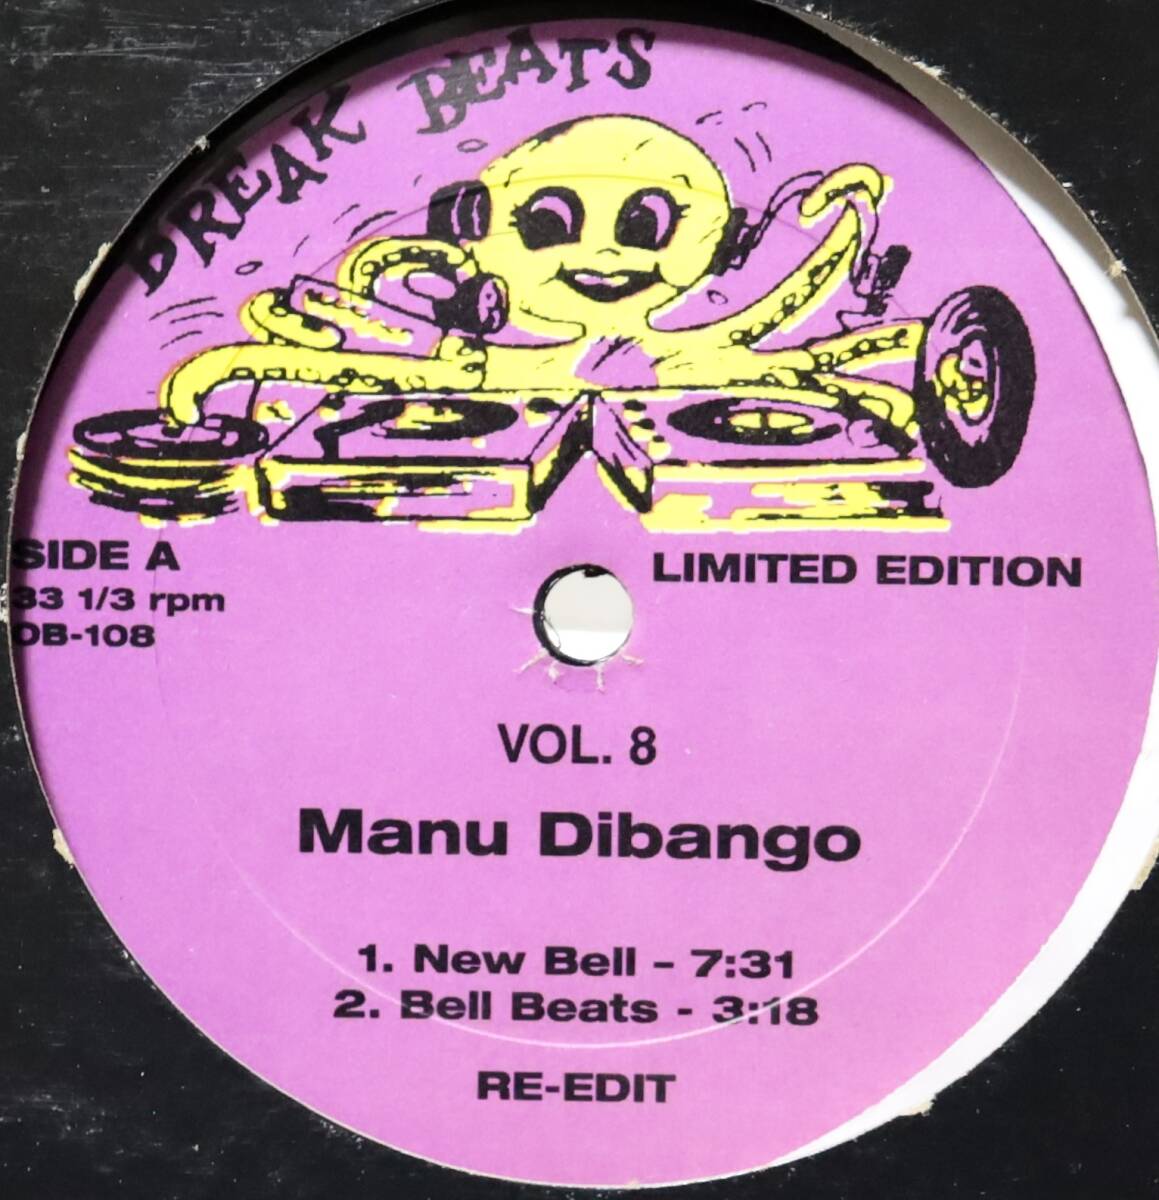 BREAK BEATS
SIDE A
33 1/3 rpm
OB-108
LIMITED EDITION
VOL. 8
Manu Dibango
1. New Bell - 7:31
2. Bell Beats - 3:18
RE-EDIT